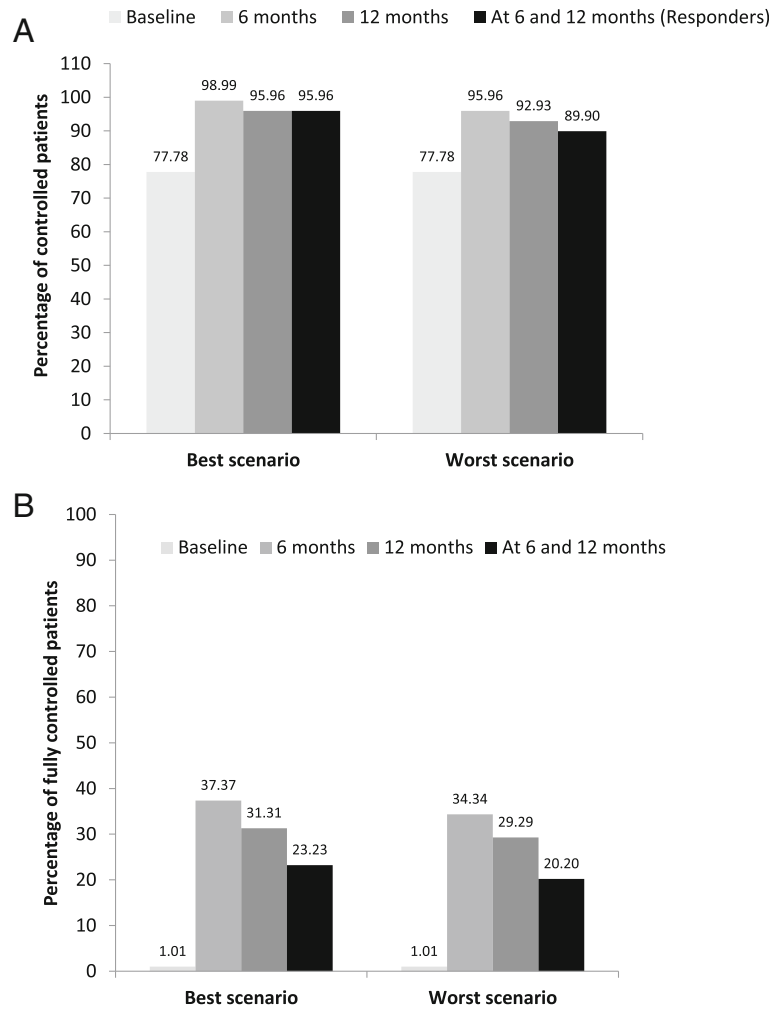 A
Baseline 6 months 12 months At 6 and 12 months (Responders)
Percentage of controlled patients
110
100
90
80
70
60
50
40
30
20
10
0
77.78 98.99 95.96 95.96 77.78 95.96 92.93 89.90
Best scenario Worst scenario
B
Baseline 6 months 12 months At 6 and 12 months
Percentage of fully controlled patients
100
90
80
70
60
50
40
30
20
10
0
1.01 37.37 31.31 23.23 1.01 34.34 29.29 20.20
Best scenario Worst scenario